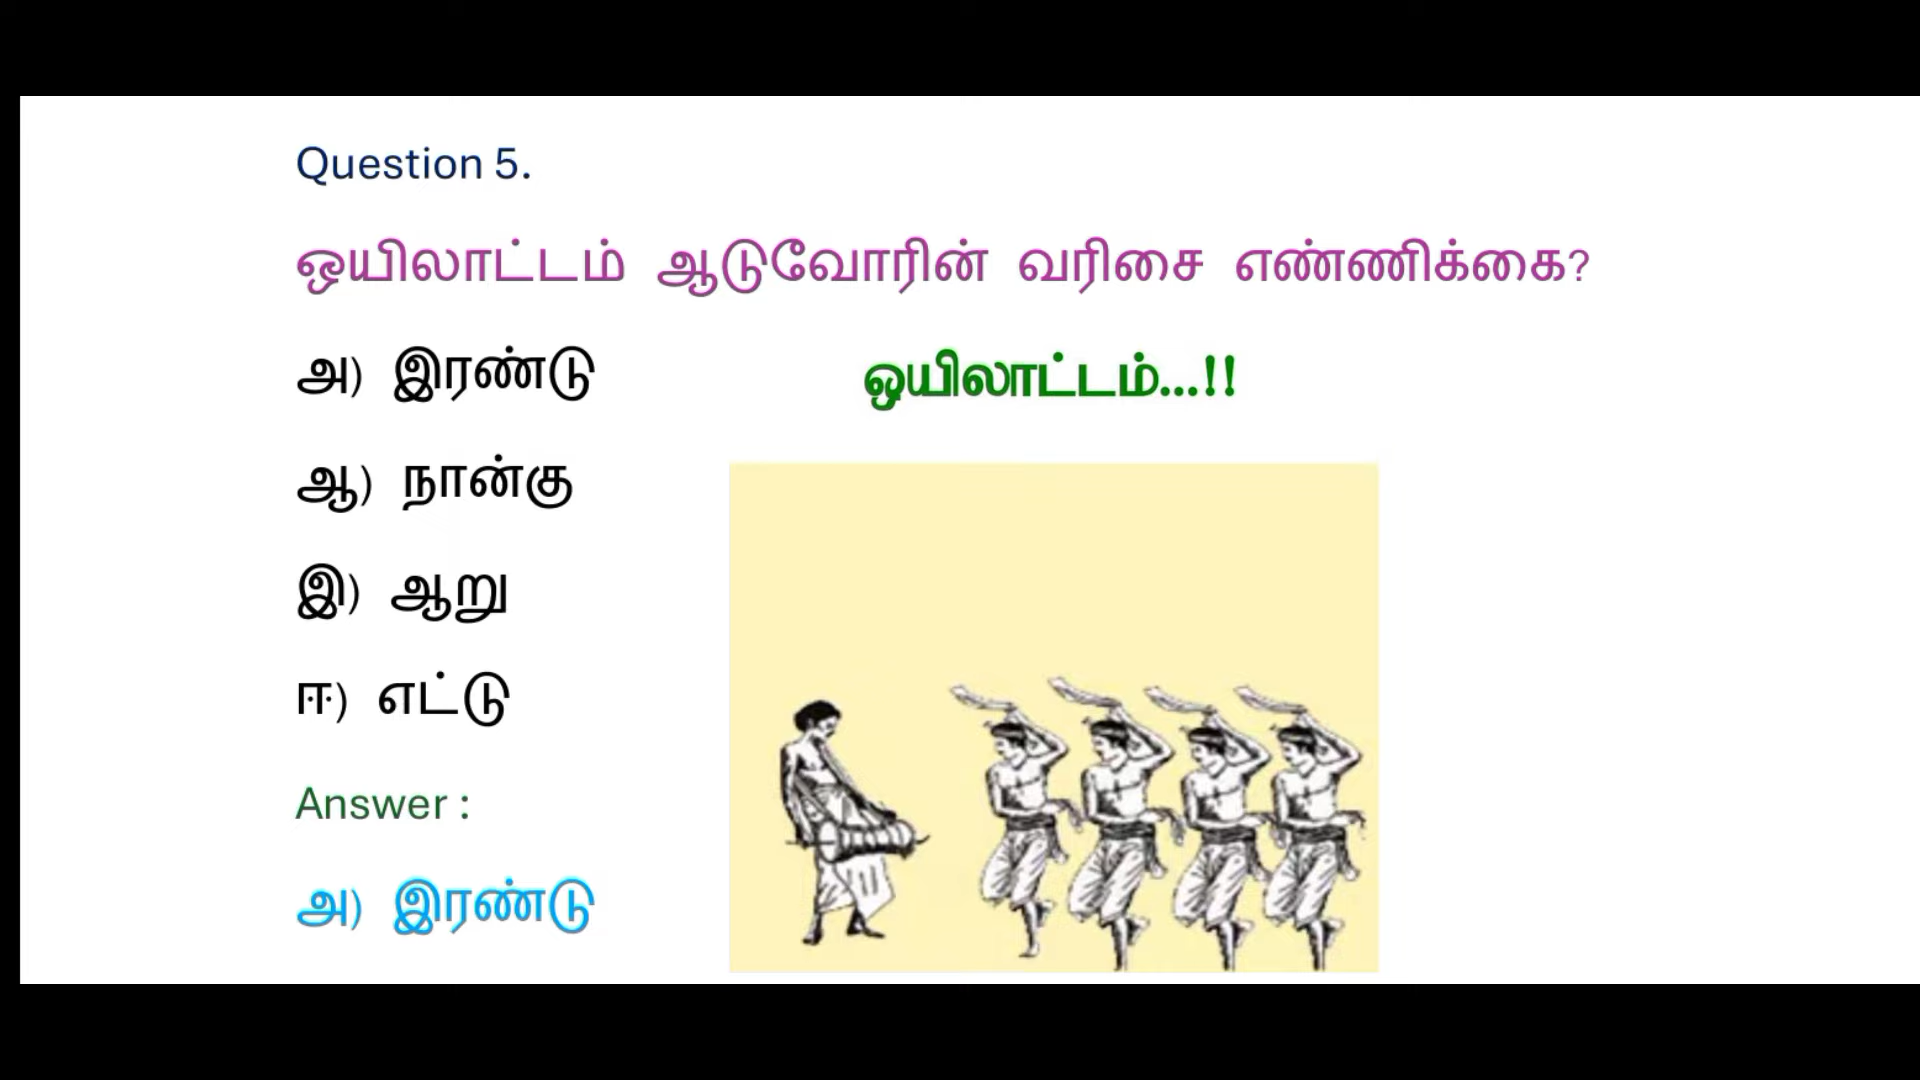 Question 5.
ஒயிலாட்டம் ஆடுவோரின் வரிசை எண்ணிக்கை?
அ) இரண்டு
ஒயிலாட்டம்...!!
ஆ) நான்கு
இ) ஆறு
ஈ) எட்டு
Answer :
அ) இரண்டு